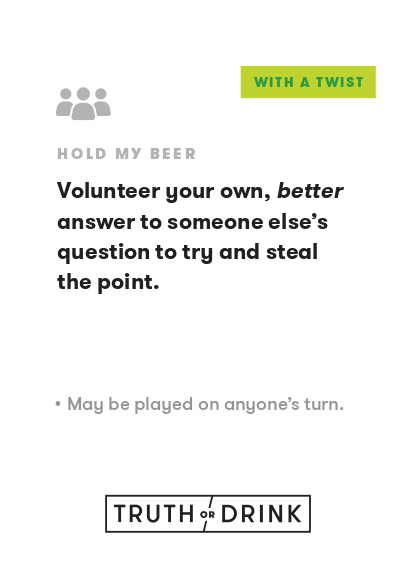 WITH A TWIST
HOLD MY BEER
Volunteer your own, better
answer to someone else’s
question to try and steal
the point.
• May be played on anyone’s turn.
TRUTH OR DRINK